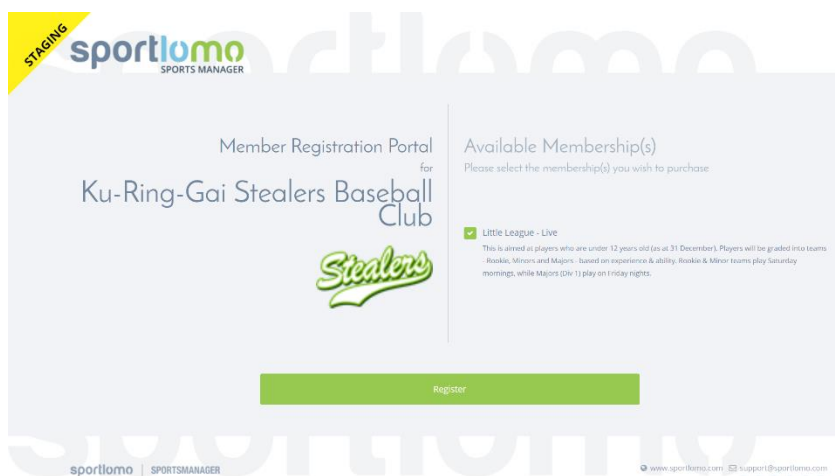 STAGING
sportlomo
SPORTS MANAGER
Member Registration Portal
for
Ku-Ring-Gai Stealers Baseball
Club
Stealers
Available Membership(s)
Please select the membership(s) you wish to purchase
Little League - Live
This is aimed at players who are under 12 years old (as at 31 December). Players will be graded into teams
- Rookie, Minors and Majors - based on experience & ability. Rookie & Minor teams play Saturday
mornings, while Majors (Div 1) play on Friday nights.
Register
sportlomo | SPORTSMANAGER
www.sportlomo.com support@sportlomo.com